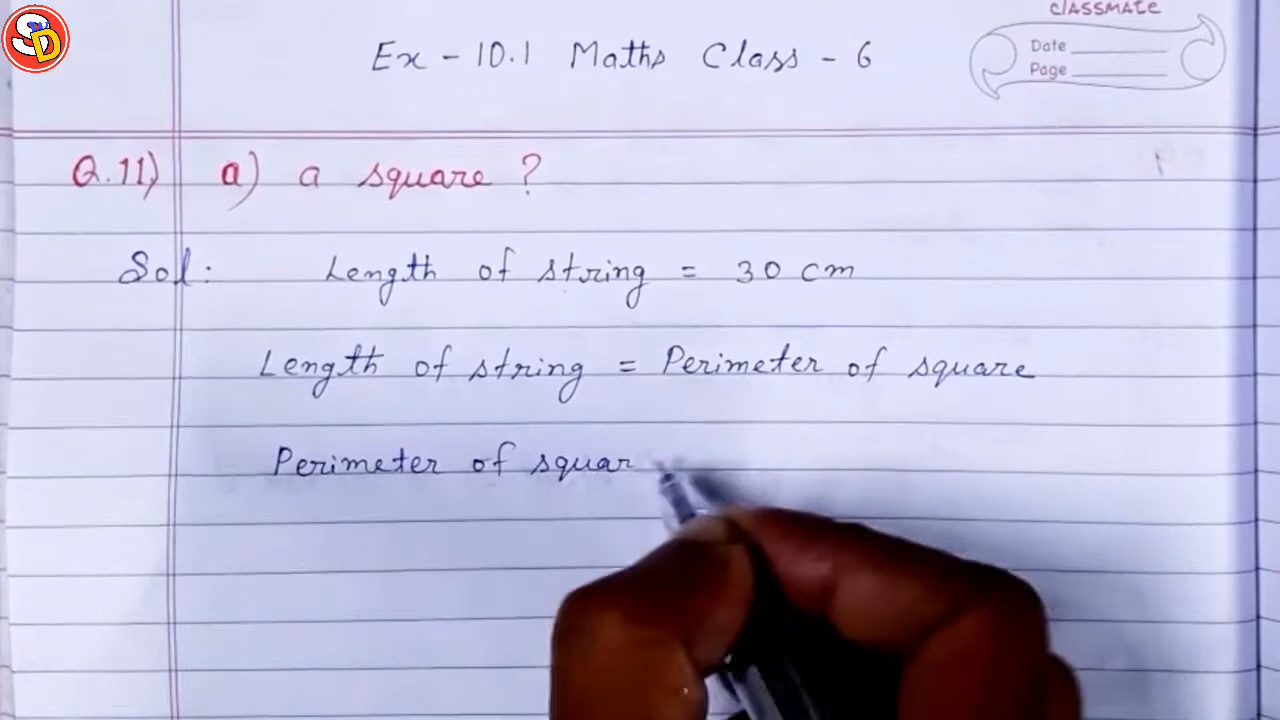 SD
classmate
Date
Page
Ex - 10.1 Maths Class - 6
Q.11) a) a square ?
Sol: Length of string = 30 cm
Length of string = Perimeter of square
Perimeter of squar